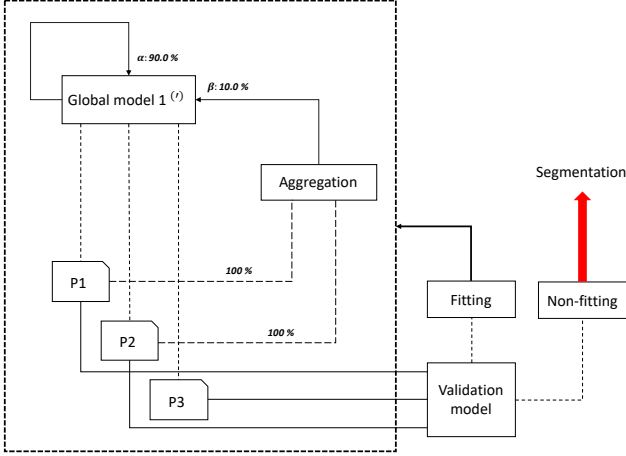 α: 90.0 %
Global model 1 (r)
β: 10.0 %
Aggregation
Segmentation
P1
100 %
Fitting
Non-fitting
P2
100 %
P3
Validation
model